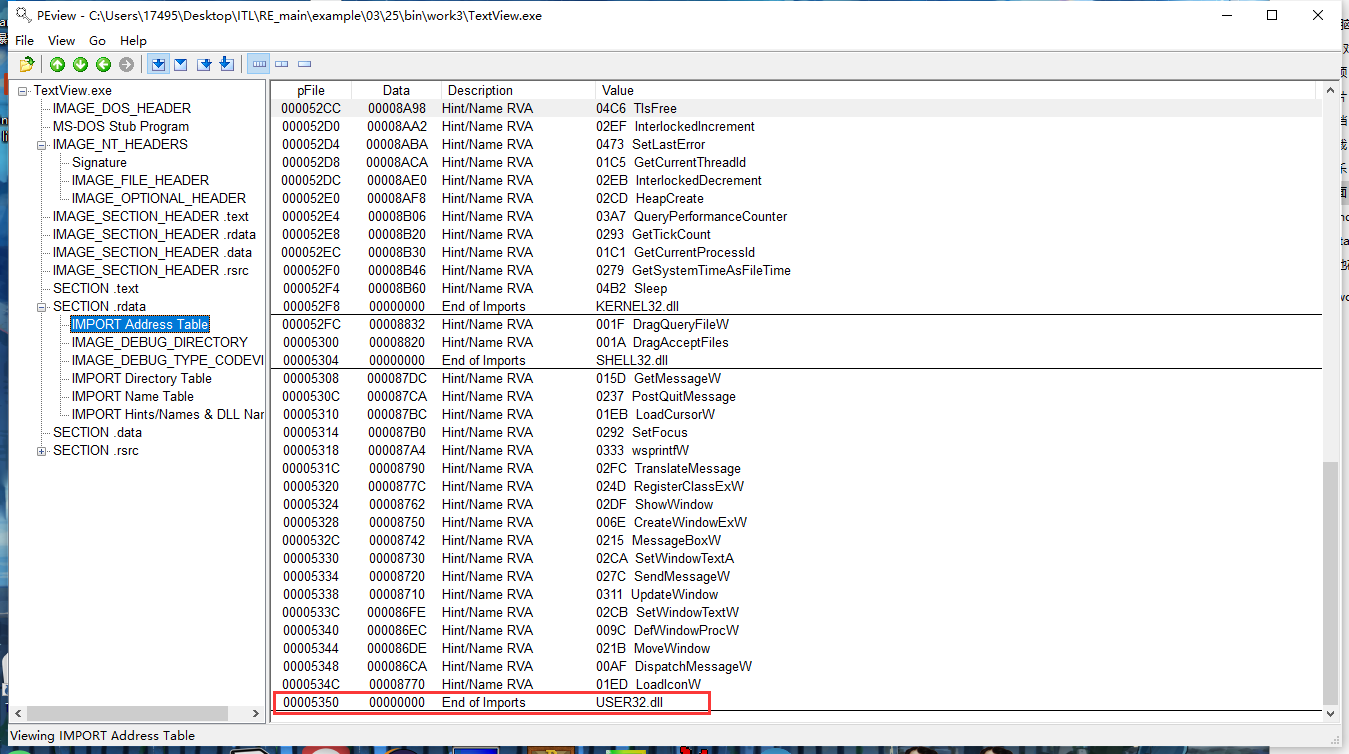 PEview - C:\Users\17495\Desktop\ITL\RE_main\example\03\25\bin\work3\TextView.exe
File View Go Help
TextView.exe
IMAGE_DOS_HEADER
MS-DOS Stub Program
IMAGE_NT_HEADERS
Signature
IMAGE_FILE_HEADER
IMAGE_OPTIONAL_HEADER
IMAGE_SECTION_HEADER .text
IMAGE_SECTION_HEADER .rdata
IMAGE_SECTION_HEADER .data
IMAGE_SECTION_HEADER .rsrc
SECTION .text
SECTION .rdata
IMPORT Address Table
IMAGE_DEBUG_DIRECTORY
IMAGE_DEBUG_TYPE_CODEVI
IMPORT Directory Table
IMPORT Name Table
IMPORT Hints/Names & DLL Nar
SECTION .data
SECTION .rsrc
pFile Data Description Value
000052CC 00008A98 Hint/Name RVA 04C6 TlsFree
000052D0 00008AA2 Hint/Name RVA 02EF InterlockedIncrement
000052D4 00008ABA Hint/Name RVA 0473 SetLastError
000052D8 00008ACA Hint/Name RVA 01C5 GetCurrentThreadId
000052DC 00008AE0 Hint/Name RVA 02EB InterlockedDecrement
000052E0 00008AF8 Hint/Name RVA 02CD HeapCreate
000052E4 00008B06 Hint/Name RVA 03A7 QueryPerformanceCounter
000052E8 00008B20 Hint/Name RVA 0293 GetTickCount
000052EC 00008B30 Hint/Name RVA 01C1 GetCurrentProcessId
000052F0 00008B46 Hint/Name RVA 0279 GetSystemTimeAsFileTime
000052F4 00008B60 Hint/Name RVA 04B2 Sleep
000052F8 00000000 End of Imports KERNEL32.dll
000052FC 00008832 Hint/Name RVA 001F DragQueryFileW
00005300 00008820 Hint/Name RVA 001A DragAcceptFiles
00005304 00000000 End of Imports SHELL32.dll
00005308 000087DC Hint/Name RVA 015D GetMessageW
0000530C 000087CA Hint/Name RVA 0237 PostQuitMessage
00005310 000087BC Hint/Name RVA 01EB LoadCursorW
00005314 000087B0 Hint/Name RVA 0292 SetFocus
00005318 000087A4 Hint/Name RVA 0333 wsprintfW
0000531C 00008790 Hint/Name RVA 02FC TranslateMessage
00005320 0000877C Hint/Name RVA 024D RegisterClassExW
00005324 00008762 Hint/Name RVA 02DF ShowWindow
00005328 00008750 Hint/Name RVA 006E CreateWindowExW
0000532C 00008742 Hint/Name RVA 0215 MessageBoxW
00005330 00008730 Hint/Name RVA 02CA SetWindowTextA
00005334 00008720 Hint/Name RVA 027C SendMessageW
00005338 00008710 Hint/Name RVA 0311 UpdateWindow
0000533C 000086FE Hint/Name RVA 02CB SetWindowTextW
00005340 000086EC Hint/Name RVA 009C DefWindowProcW
00005344 000086DE Hint/Name RVA 021B MoveWindow
00005348 000086CA Hint/Name RVA 00AF DispatchMessageW
0000534C 00008770 Hint/Name RVA 01ED LoadIconW
00005350 00000000 End of Imports USER32.dll
Viewing IMPORT Address Table